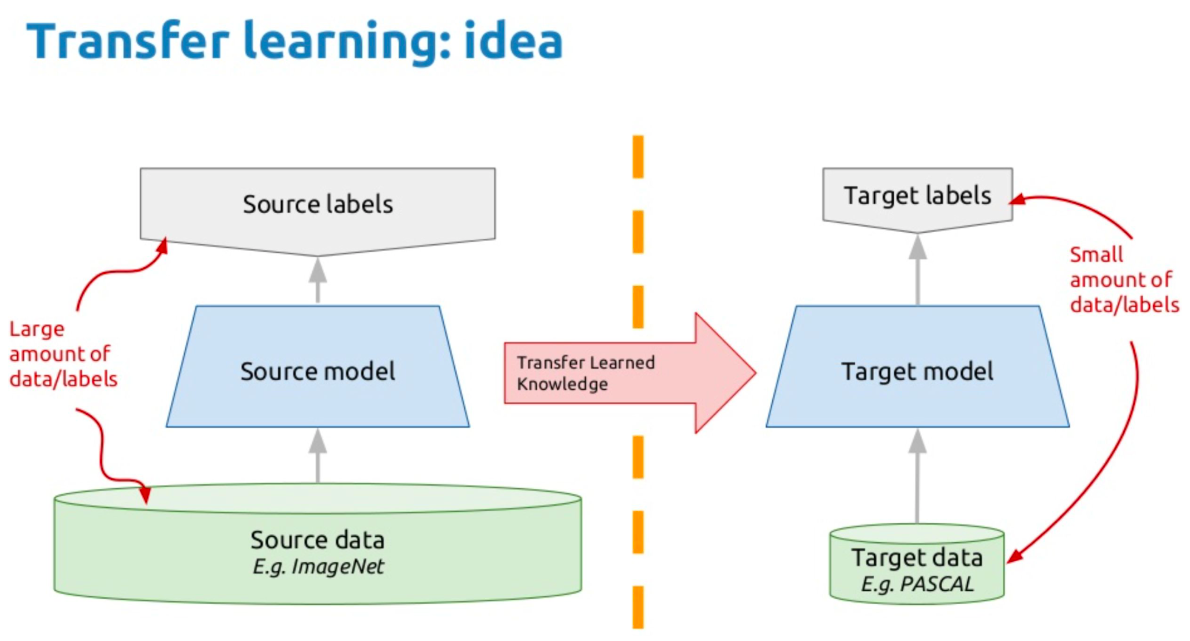 Transfer learning: idea
Source labels
Large
amount of
data/labels
Source model
Source data
E.g. ImageNet
Transfer Learned
Knowledge
Target labels
Small
amount of
data/labels
Target model
Target data
E.g. PASCAL